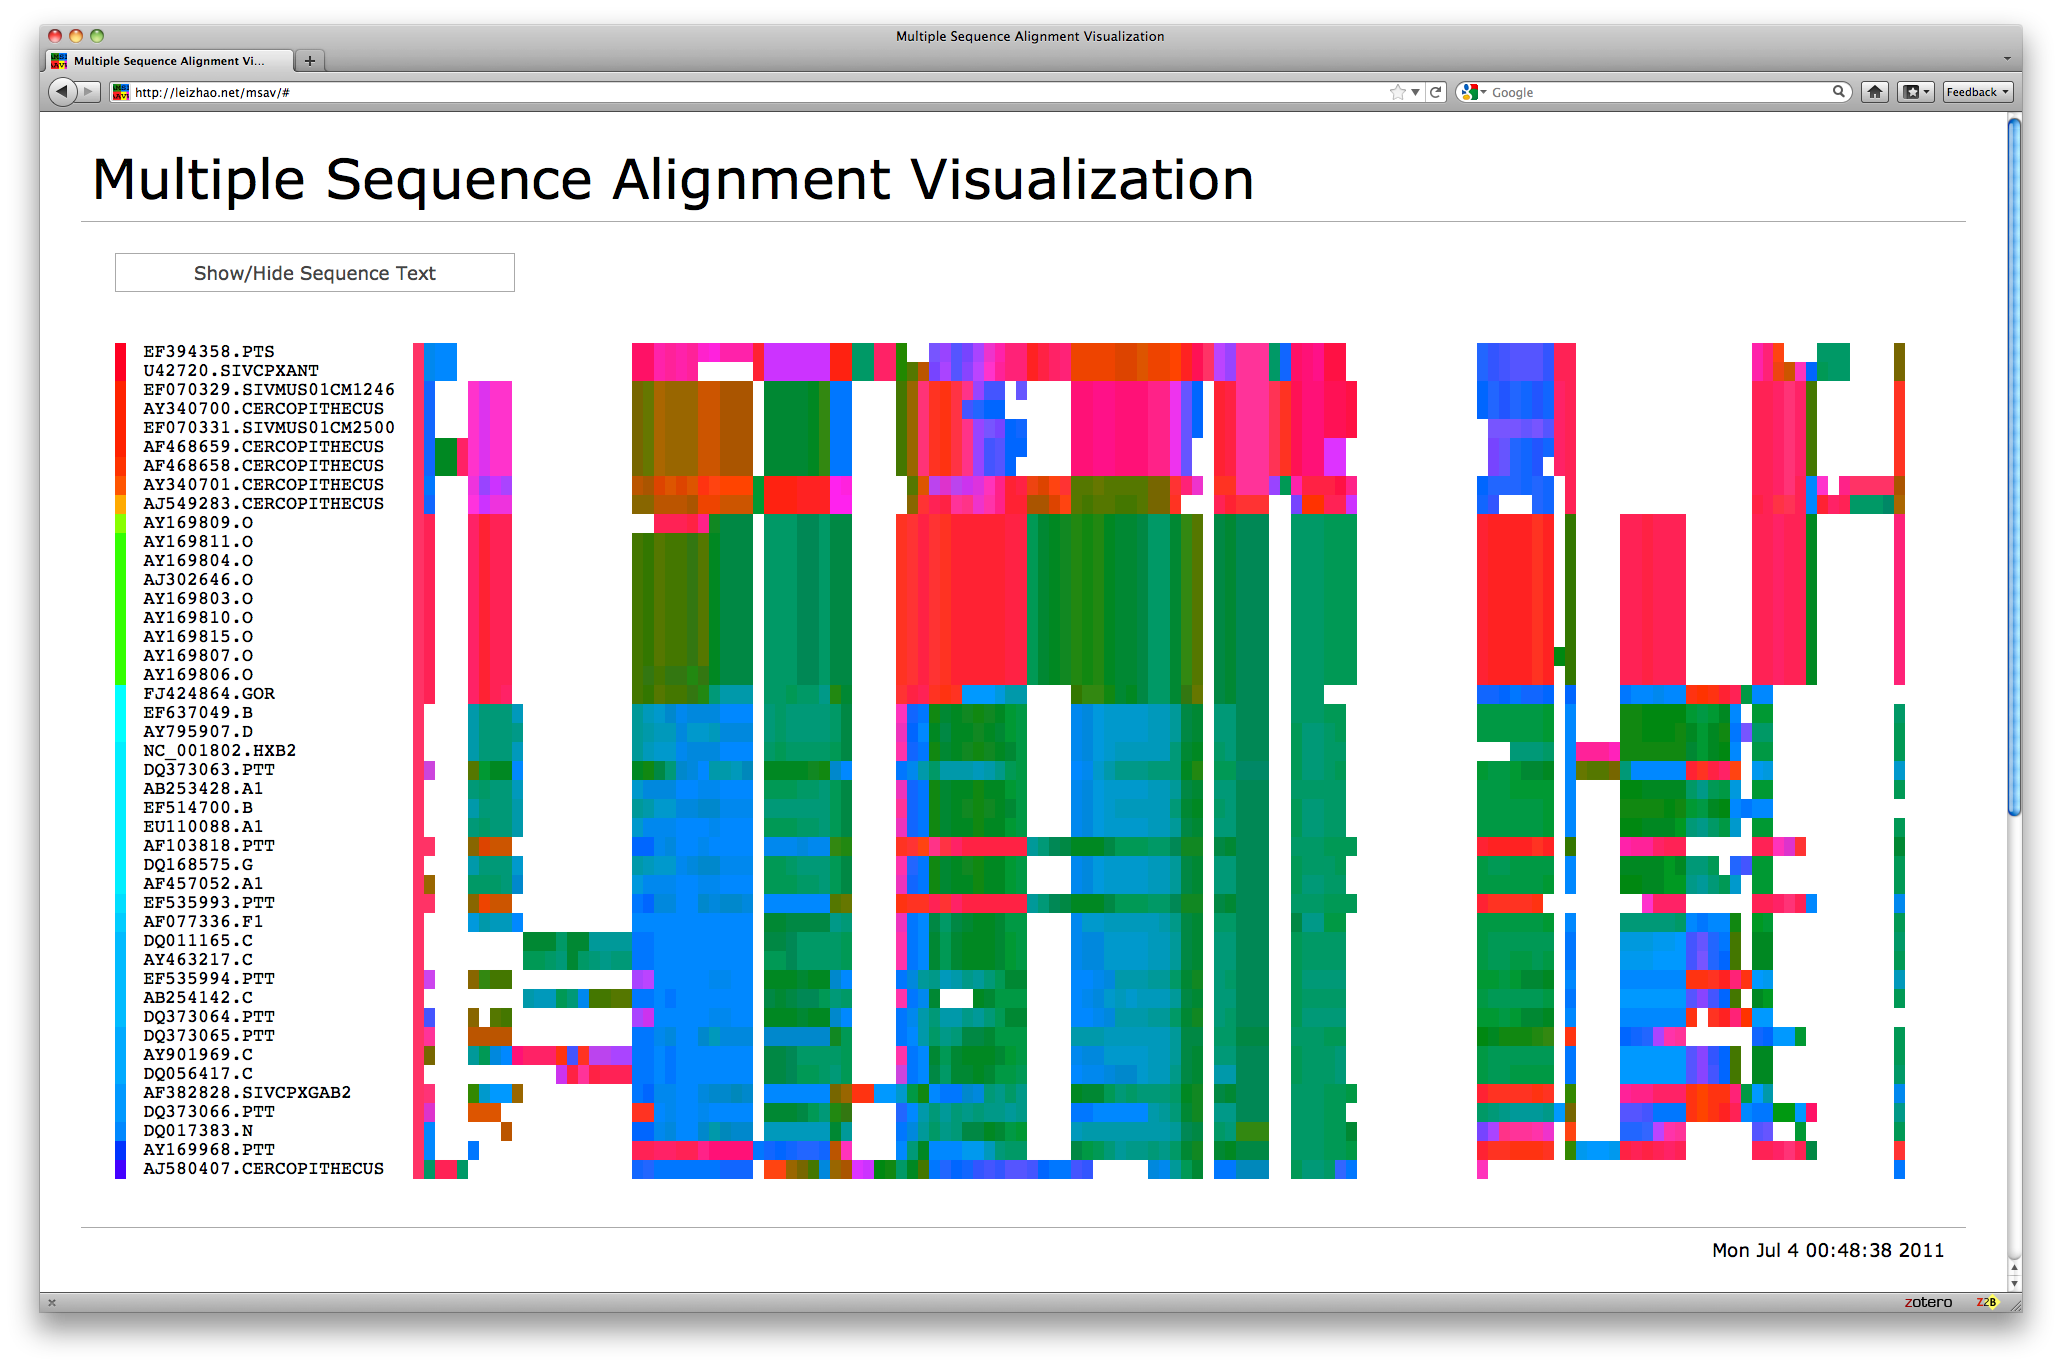 Multiple Sequence Alignment Visualization
Multiple Sequence Alignment Vi...
http://leizhao.net/msav/#
Google
Feedback
Multiple Sequence Alignment Visualization
Show/Hide Sequence Text
EF394358.PTS
U42720.SIVCPXANT
EF070329.SIVMUS01CM1246
AY340700.CERCOPITHECUS
EF070331.SIVMUS01CM2500
AF468659.CERCOPITHECUS
AF468658.CERCOPITHECUS
AY340701.CERCOPITHECUS
AJ549283.CERCOPITHECUS
AY169809.O
AY169811.O
AY169804.O
AJ302646.O
AY169803.O
AY169810.O
AY169815.O
AY169807.O
AY169806.O
FJ424864.GOR
EF637049.B
AY795907.D
NC_001802.HXB2
DQ373063.PTT
AB253428.A1
EF514700.B
EU110088.A1
AF103818.PTT
DQ168575.G
AF457052.A1
EF535993.PTT
AF077336.F1
DQ011165.C
AY463217.C
EF535994.PTT
AB254142.C
DQ373064.PTT
DQ373065.PTT
AY901969.C
DQ056417.C
AF382828.SIVCPXGAB2
DQ373066.PTT
DQ017383.N
AY169968.PTT
AJ580407.CERCOPITHECUS
Mon Jul 4 00:48:38 2011
zotero Z2B